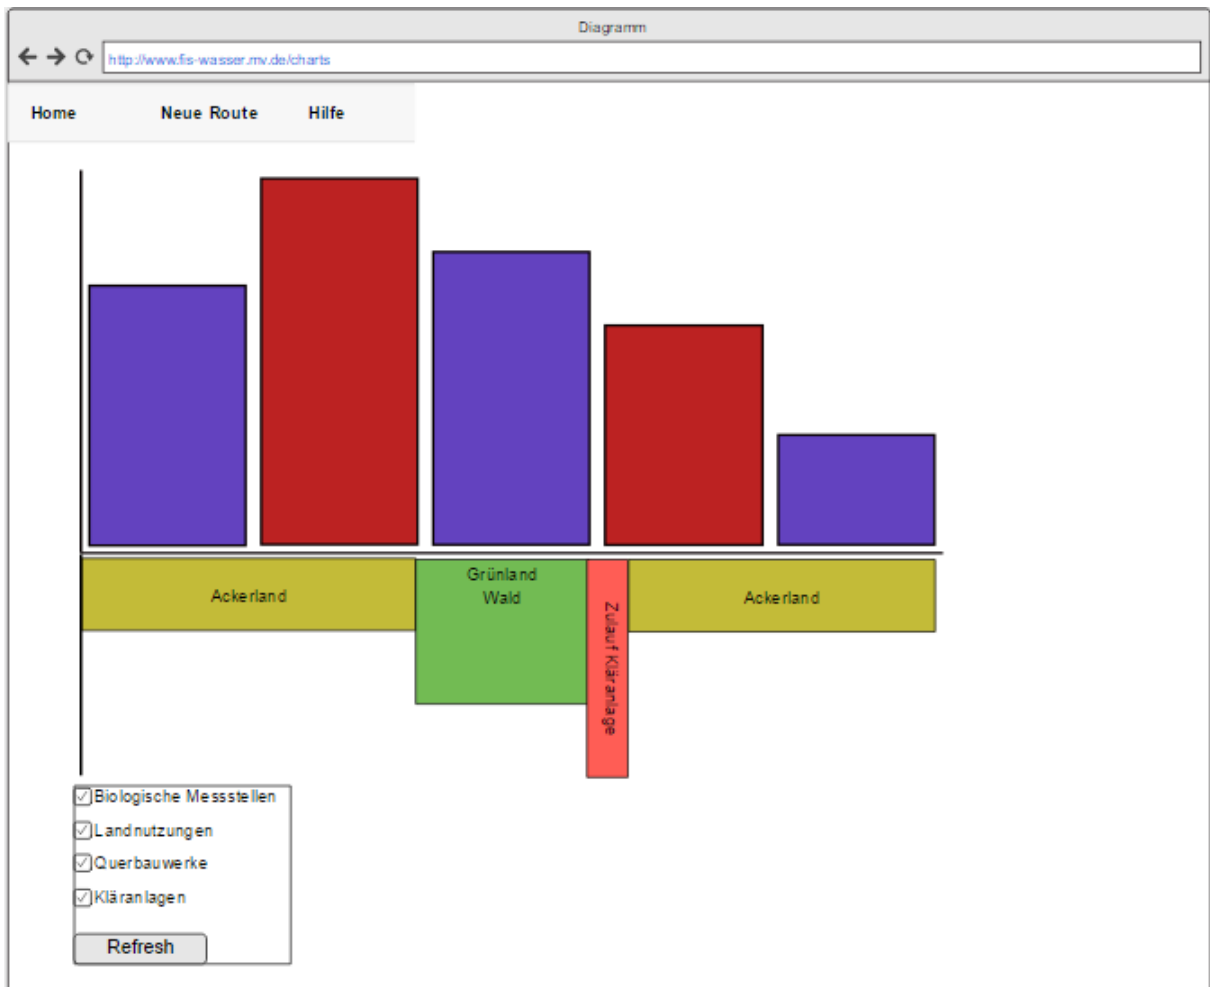 Diagramm
http://www.fis-wasser.mv.de/charts
Home Neue Route Hilfe
Ackerland
Grünland
Wald
Zulauf Kläranlage
Ackerland
Biologische Messstellen
Landnutzungen
Querbauwerke
Kläranlagen
Refresh